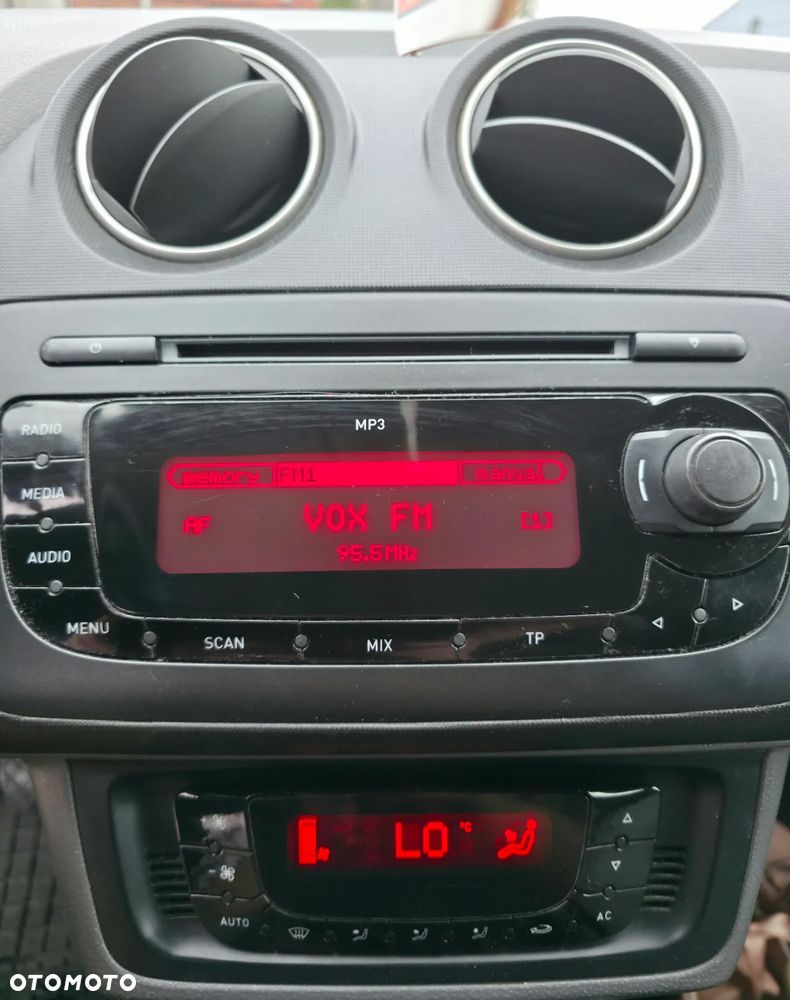 RADIO
MEDIA
AUDIO
MENU
MP3
memory FM1 manual
AF VOX FM [1]
95.5MHz
SCAN MIX TP
LO °C
AUTO
AC
OTOMOTO